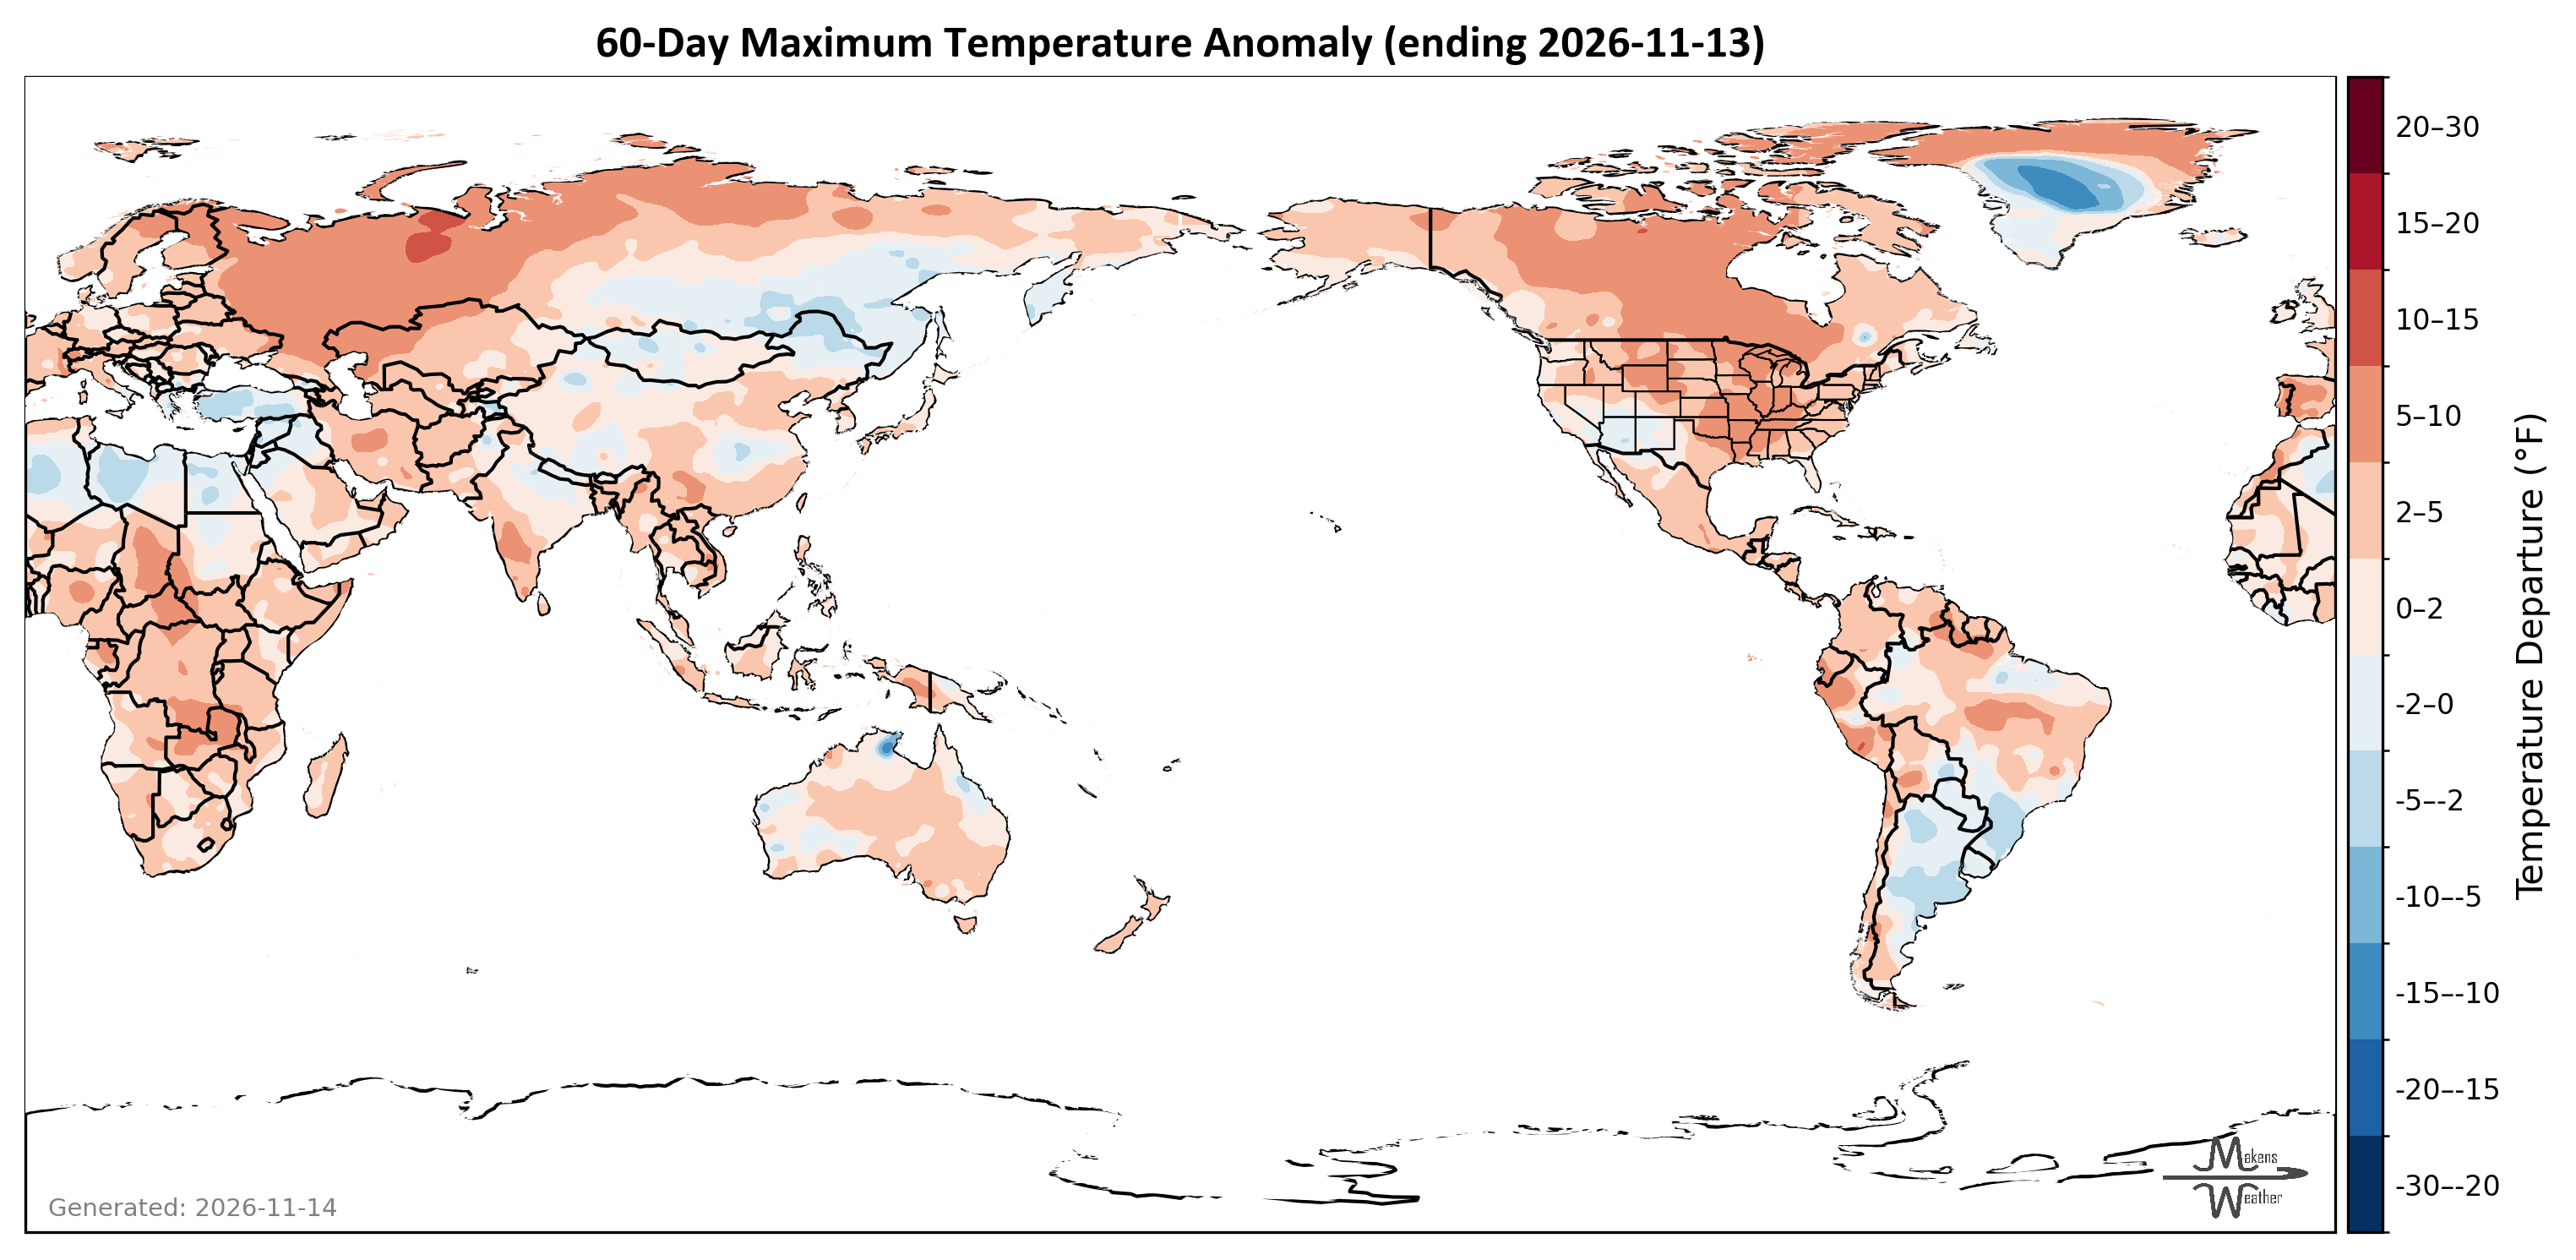 60-Day Maximum Temperature Anomaly (ending 2026-11-13)
20–30
15–20
10–15
5–10
2–5
0–2
-2–0
-5–-2
-10–-5
-15–-10
-20–-15
-30–-20
Temperature Departure (°F)
Generated: 2026-11-14
Makens
Weather